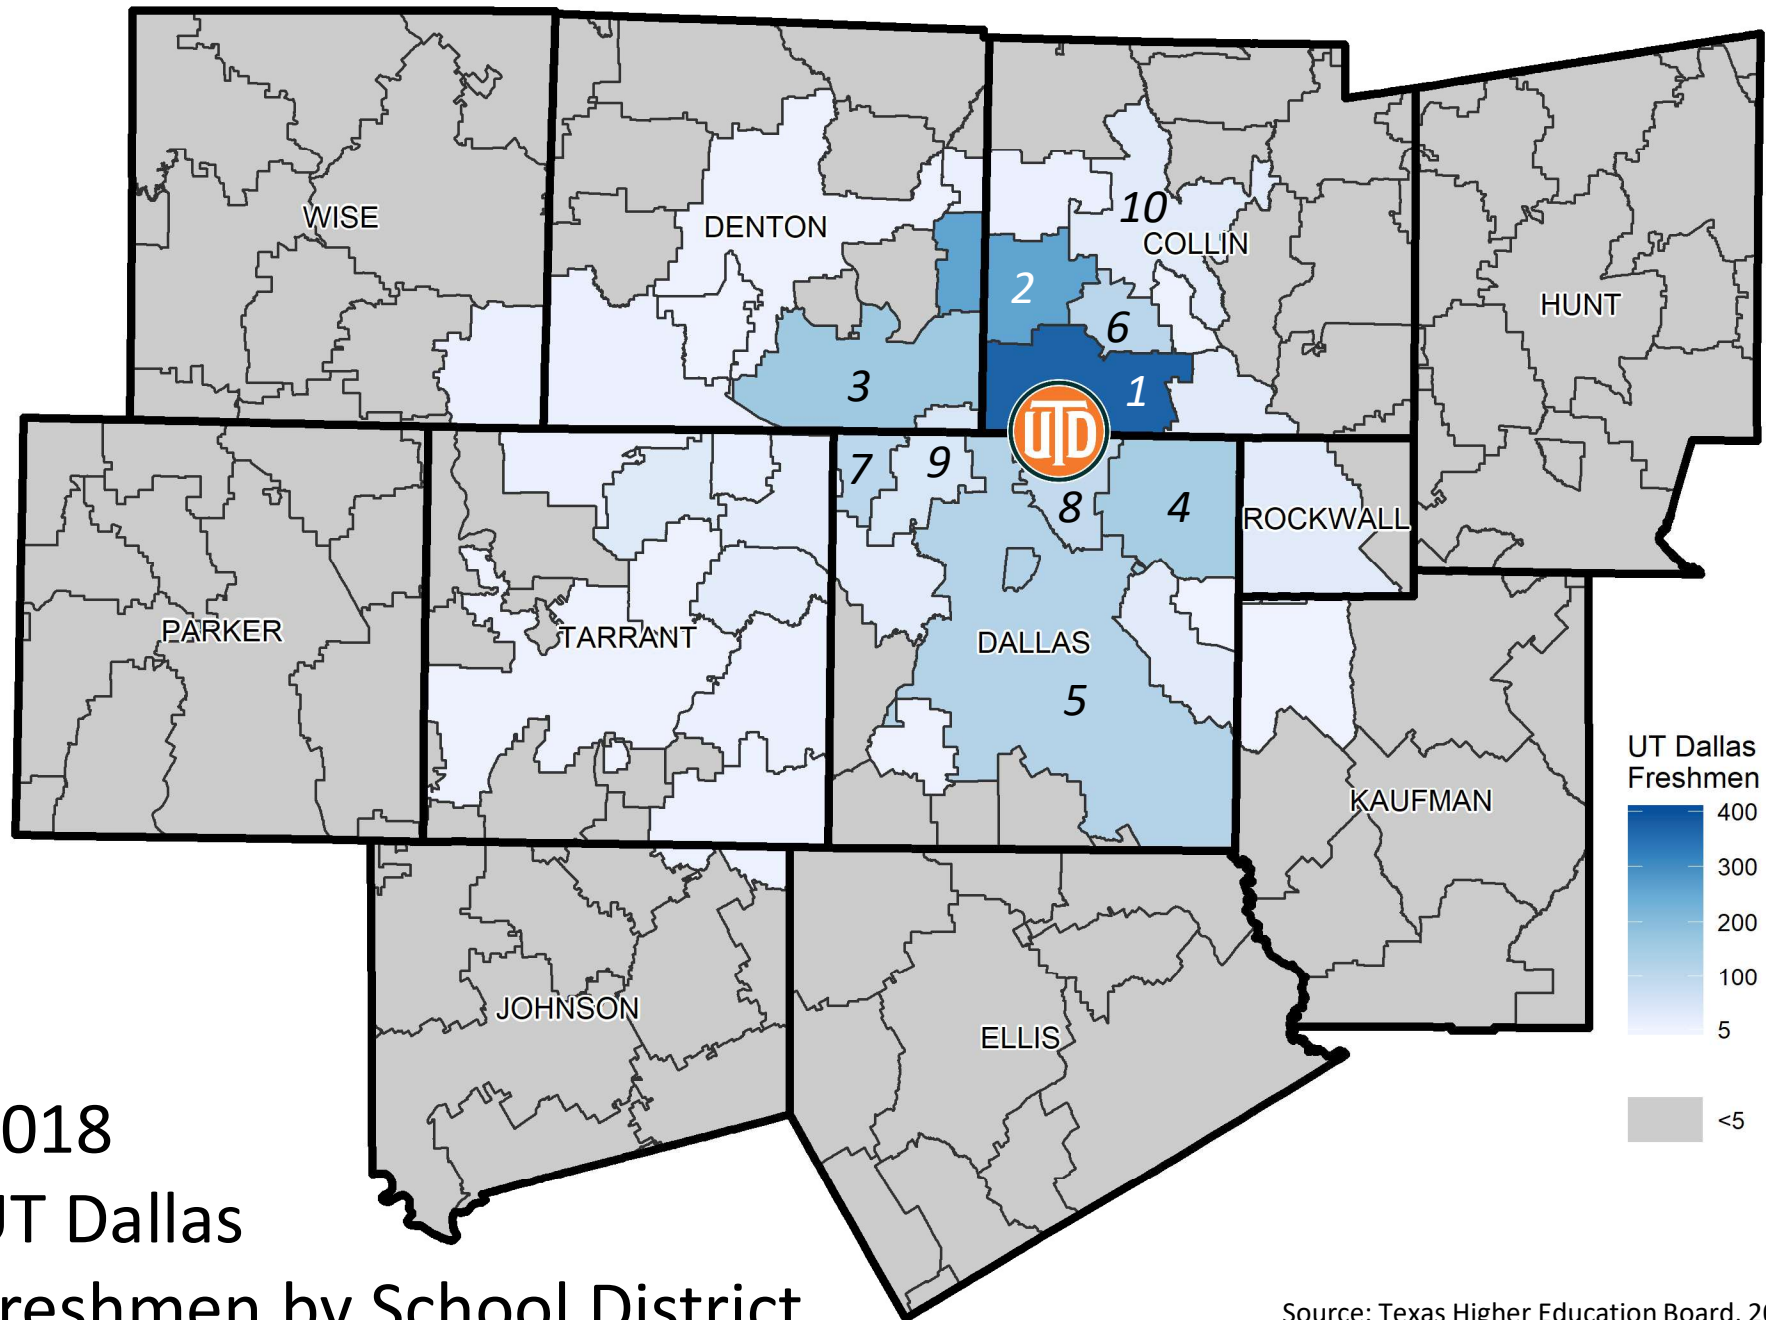 10
WISE
DENTON
COLLIN
2
HUNT
6
3
1
UTD
7
9
8
4
ROCKWALL
PARKER
TARRANT
DALLAS
5
UT Dallas
Freshmen
400
KAUFMAN
300
200
100
JOHNSON
5
ELLIS
<5
018
UT Dallas
reshmen by School District
Source: Texas Higher Education Board, 20